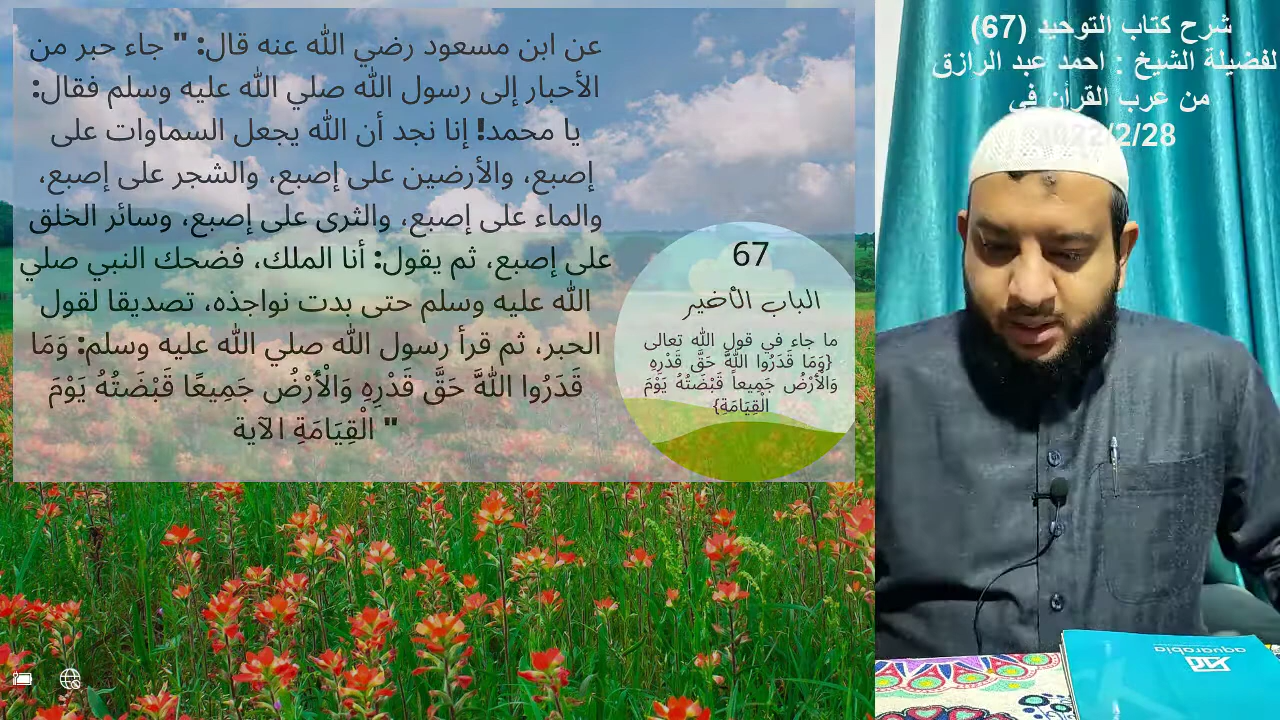 شرح كتاب التوحيد (67)
لفضيلة الشيخ : احمد عبد الرازق
من عرب القرأن في
2/28
عن ابن مسعود رضي الله عنه قال: " جاء حبر من
الأحبار إلى رسول الله صلي الله عليه وسلم فقال:
يا محمد! إنا نجد أن الله يجعل السماوات على
إصبع، والأرضين على إصبع، والشجر على إصبع،
والماء على إصبع، والثرى على إصبع، وسائر الخلق
على إصبع، ثم يقول: أنا الملك، فضحك النبي صلي
الله عليه وسلم حتى بدت نواجذه، تصديقا لقول
الحبر، ثم قرأ رسول الله صلي الله عليه وسلم: وَمَا
قَدَرُوا اللَّهَ حَقَّ قَدْرِهِ وَالْأَرْضُ جَمِيعًا قَبْضَتُهُ يَوْمَ
الْقِيَامَةِ الآية "
67
الباب الأخير
ما جاء في قول الله تعالى
{وَمَا قَدَرُوا اللَّهَ حَقَّ قَدْرِهِ
وَالأَرْضُ جَمِيعاً قَبْضَتُهُ يَوْمَ
الْقِيَامَةِ}
aquarabia